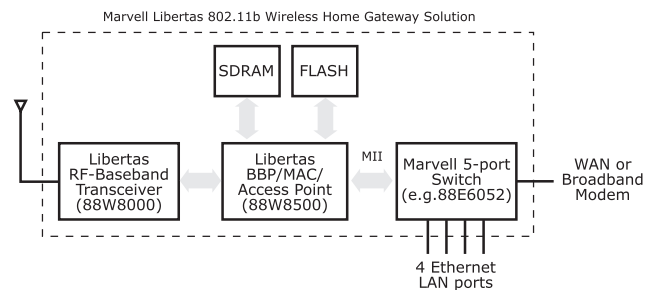 Marvell Libertas 802.11b Wireless Home Gateway Solution
SDRAM
FLASH
Libertas
RF-Baseband
Transceiver
(88W8000)
Libertas
BBP/MAC/
Access Point
(88W8500)
MII
Marvell 5-port
Switch
(e.g.88E6052)
WAN or
Broadband
Modem
4 Ethernet
LAN ports